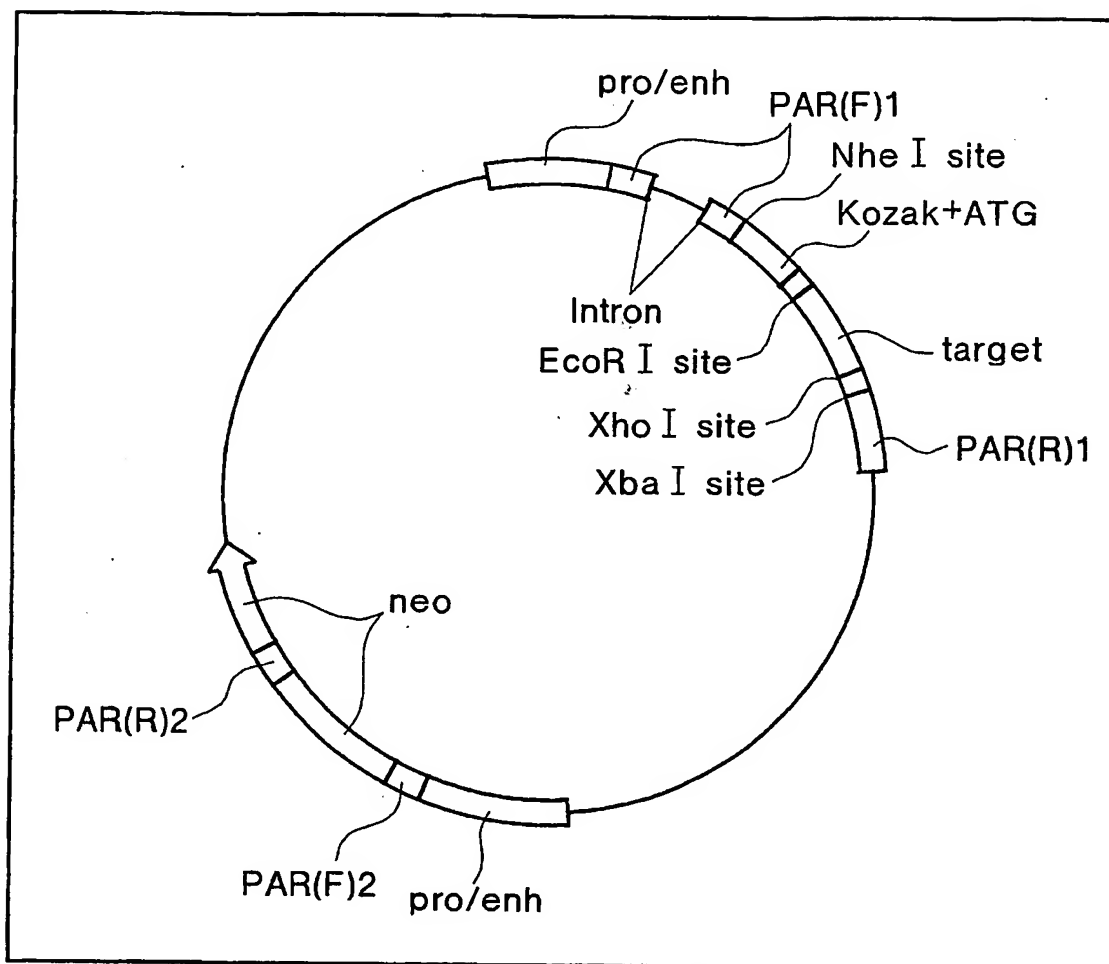 pro/enh
PAR(F)1
Nhe I site
Kozak+ATG
Intron
EcoR I site
target
Xho I site
PAR(R)1
Xba I site
neo
PAR(R)2
PAR(F)2
pro/enh